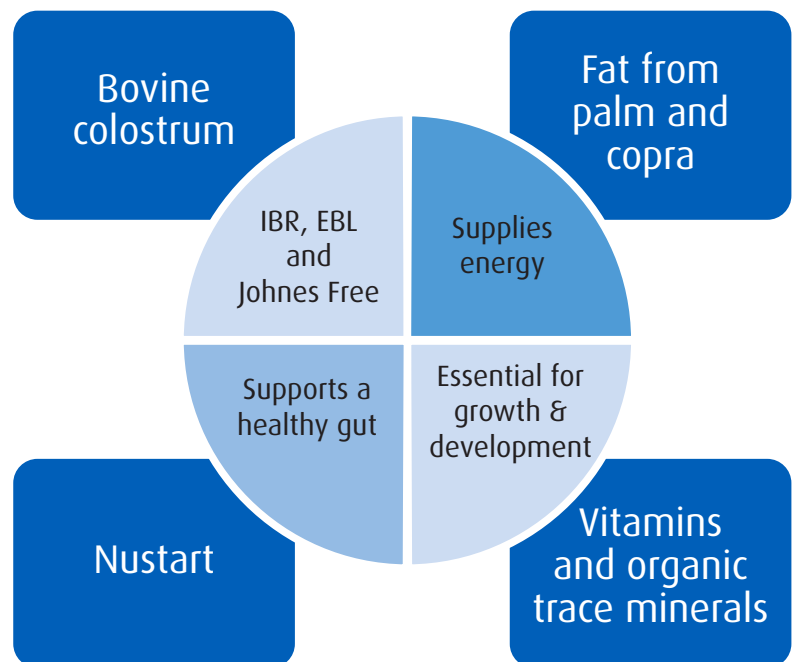 Bovine
colostrum
Fat from
palm and
copra
IBR, EBL
and
Johnes Free
Supplies
energy
Supports a
healthy gut
Essential for
growth &
development
Nustart
Vitamins
and organic
trace minerals